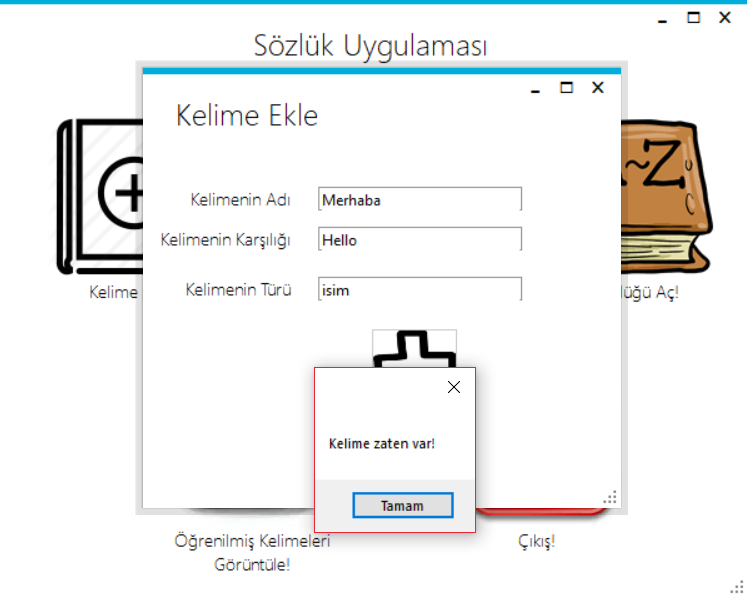 Sözlük Uygulaması
Kelime Ekle
Kelimenin Adı Merhaba
Kelimenin Karşılığı Hello
Kelimenin Türü isim
Kelime
lüğü Aç!
~Z
Kelime zaten var!
Tamam
Öğrenilmiş Kelimeleri
Görüntüle!
Çıkış!